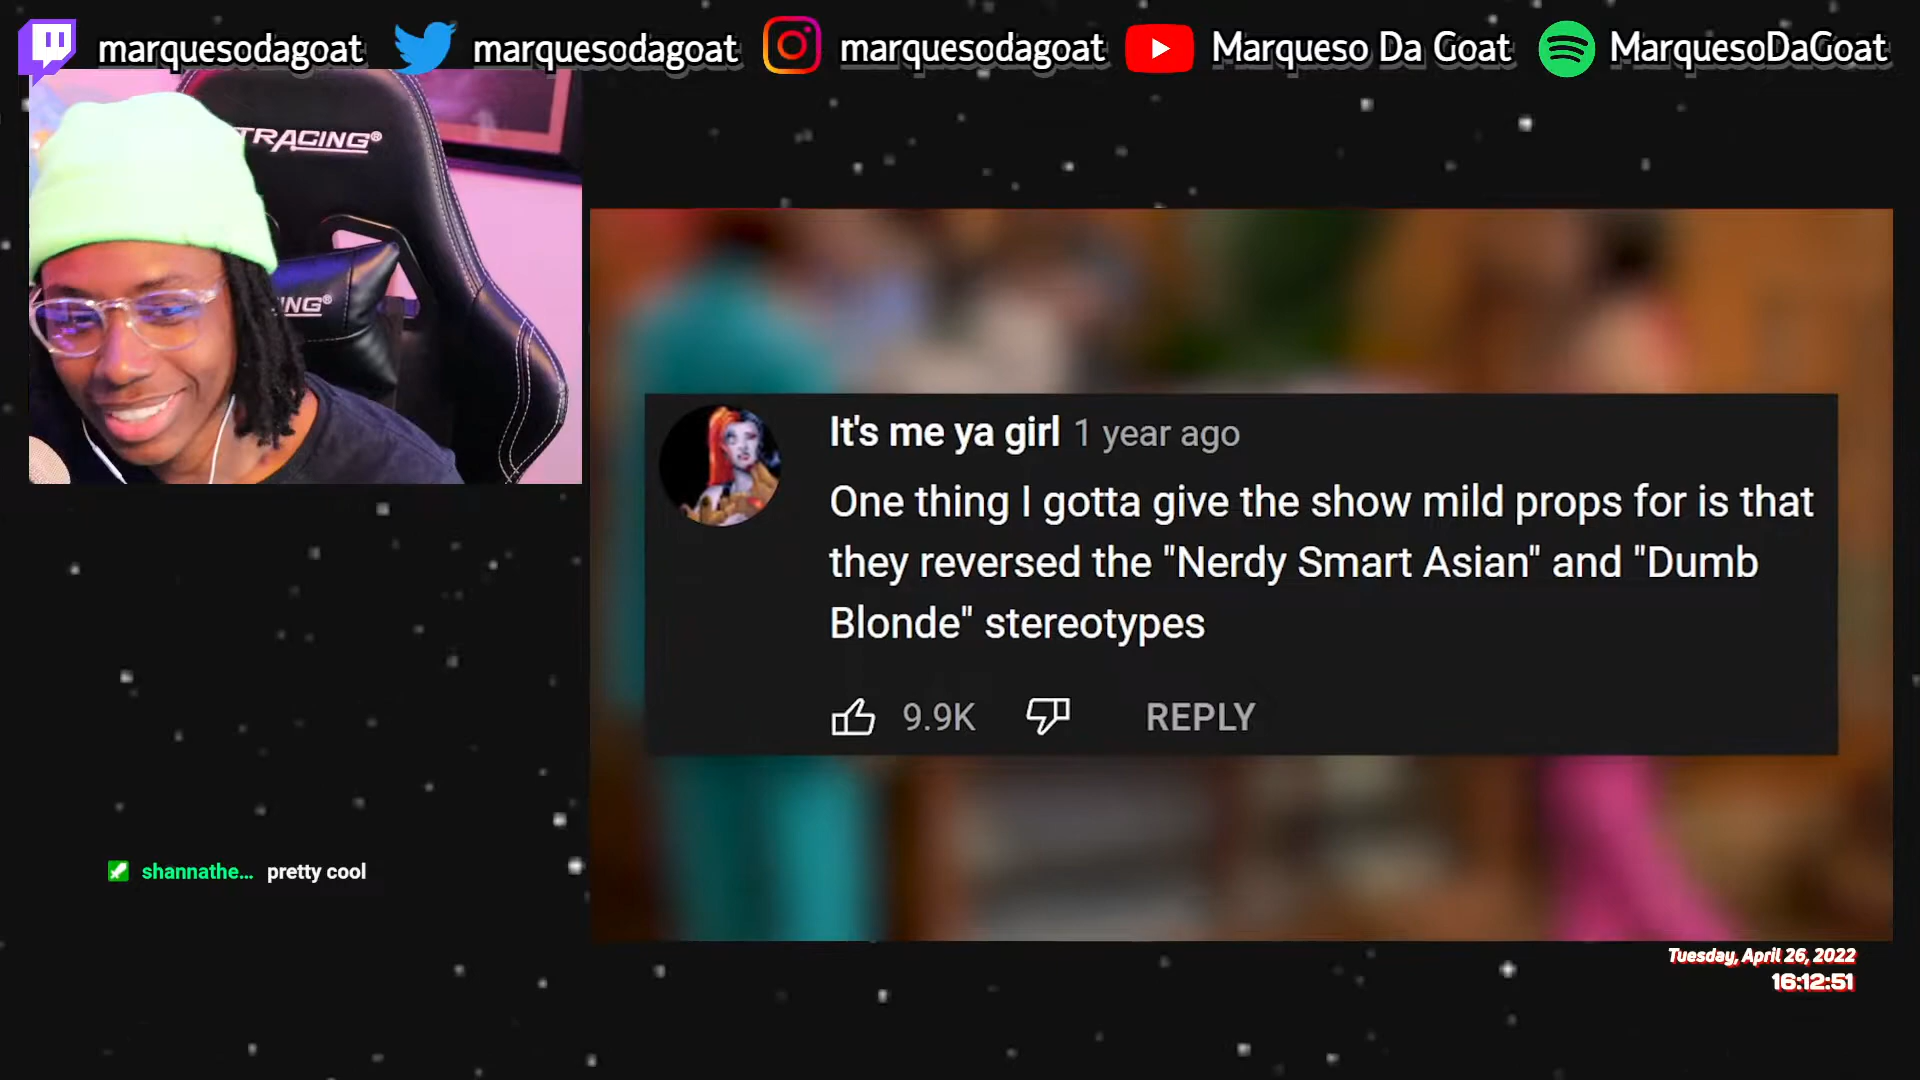 marquesodagoat marquesodagoat marquesodagoat Marqueso Da Goat MarquesoDaGoat
TRACING®
ING®
It's me ya girl 1 year ago
One thing I gotta give the show mild props for is that
they reversed the "Nerdy Smart Asian" and "Dumb
Blonde" stereotypes
9.9K REPLY
shannathe... pretty cool
Tuesday, April 26, 2022
16:12:51